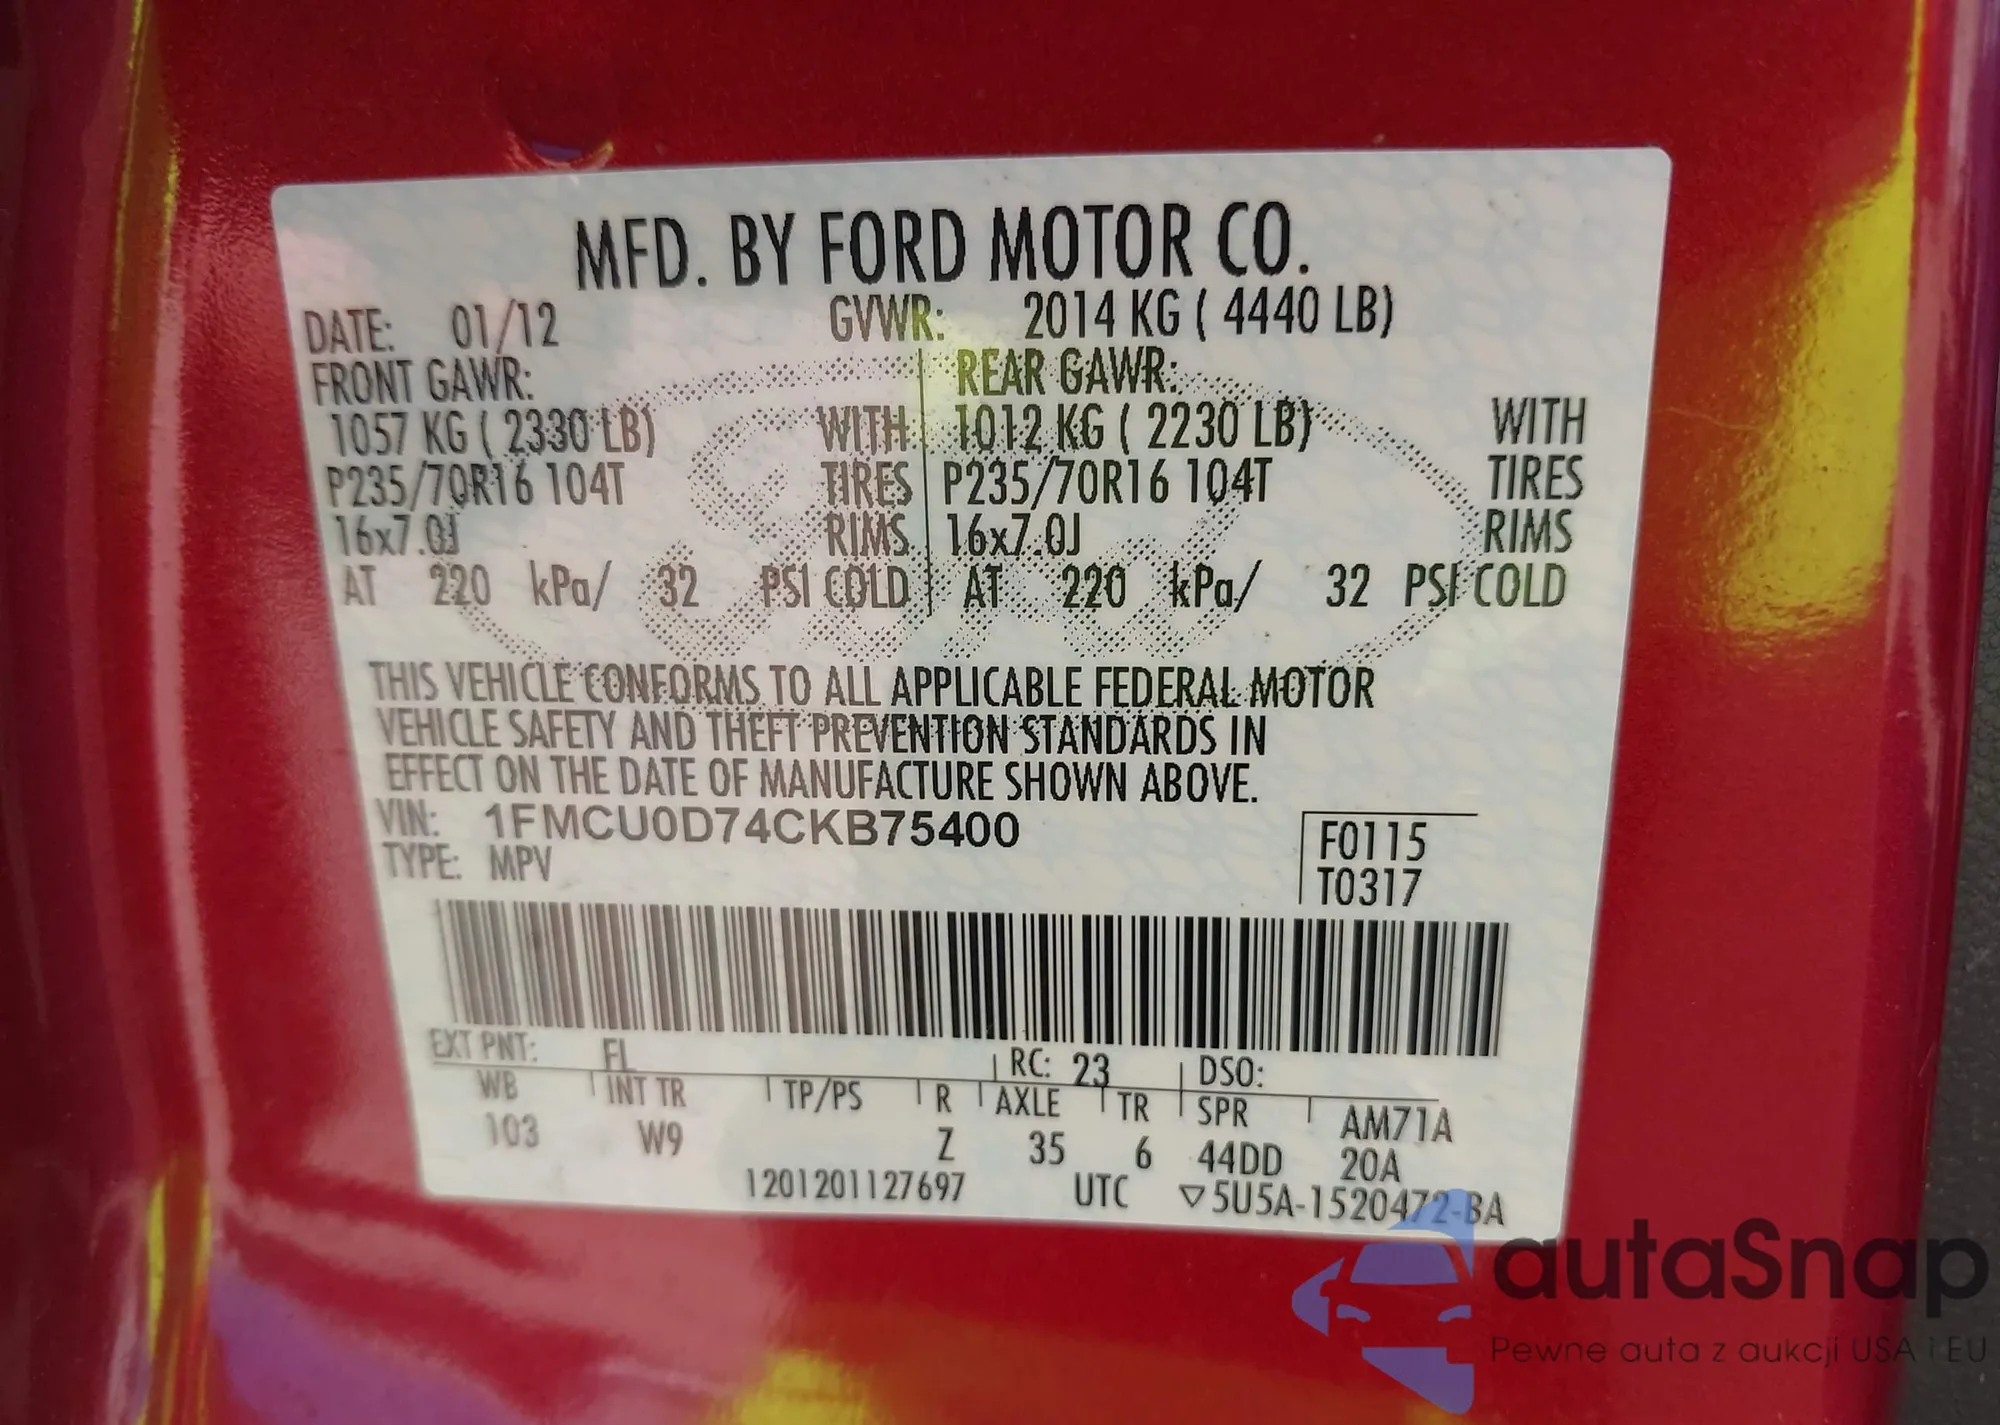 MFD. BY FORD MOTOR CO.
DATE: 01/12 GVWR: 2014 KG ( 4440 LB)
FRONT GAWR: REAR GAWR:
1057 KG ( 2330 LB) WITH 1012 KG ( 2230 LB) WITH
P235/70R16 104T TIRES P235/70R16 104T TIRES
16x7.0J RIMS 16x7.0J RIMS
AT 220 kPa/ 32 PSI COLD AT 220 kPa/ 32 PSI COLD
THIS VEHICLE CONFORMS TO ALL APPLICABLE FEDERAL MOTOR
VEHICLE SAFETY AND THEFT PREVENTION STANDARDS IN
EFFECT ON THE DATE OF MANUFACTURE SHOWN ABOVE.
VIN: 1FMCU0D74CKB75400
TYPE: MPV
F0115
T0317
EXT PNT: FL RC: 23 DSO:
WB INT TR TP/PS R AXLE TR SPR AM71A
103 W9 Z 35 6 44DD 20A
1201201127697 UTC ▽5U5A-1520472-BA
autaSnap
Pewne auta z aukcji USA i EU